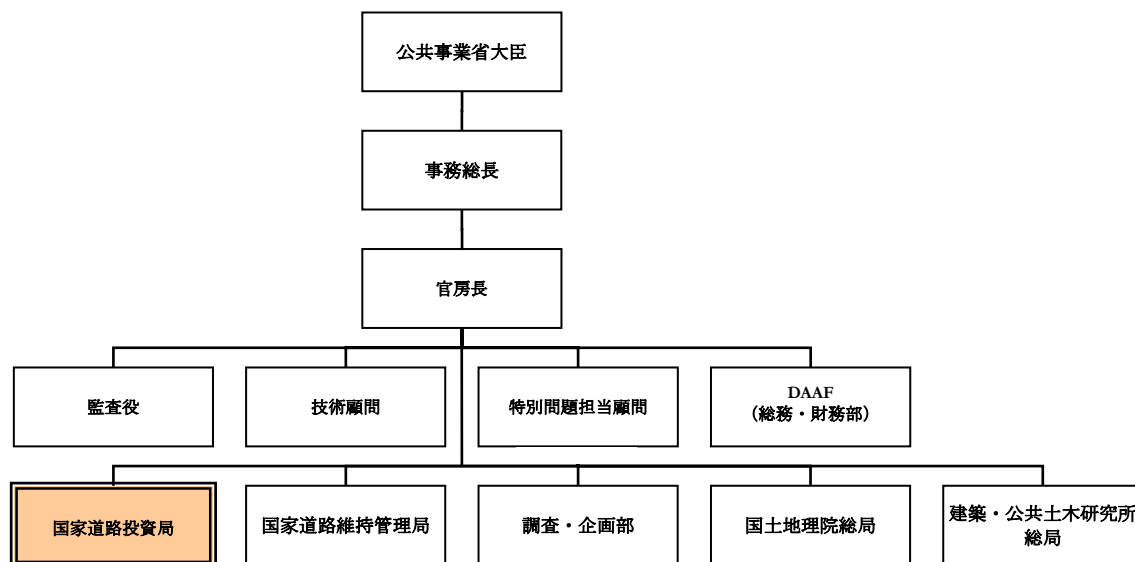 公共事業省大臣
事務総長
官房長
監査役
技術顧問
特別問題担当顧問
DAAF
（総務・財務部）
国家道路投資局
国家道路維持管理局
調査・企画部
国土地理院総局
建築・公共土木研究所
総局